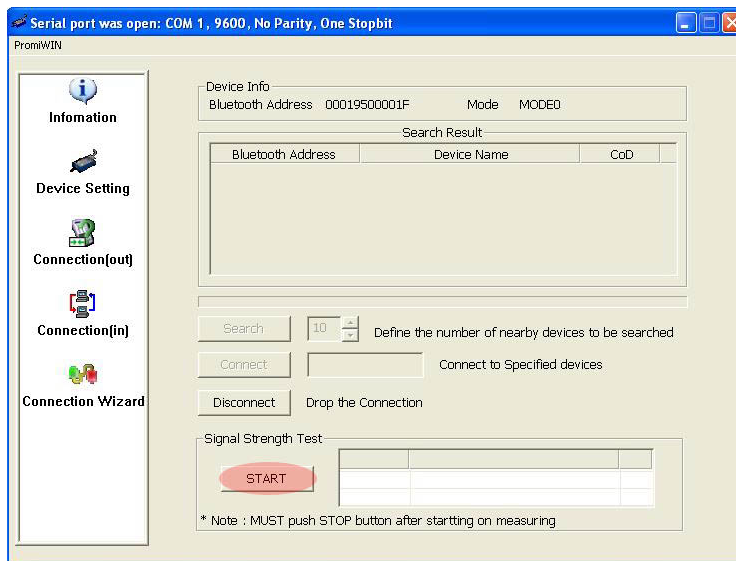 Serial port was open: COM 1, 9600, No Parity, One Stopbit
PromiWIN
Infomation
Device Setting
Connection(out)
Connection(in)
Connection Wizard
Device Info
Bluetooth Address 00019500001F Mode MODE0
Search Result
Bluetooth Address Device Name CoD
Search 10 Define the number of nearby devices to be searched
Connect Connect to Specified devices
Disconnect Drop the Connection
Signal Strength Test
START
* Note : MUST push STOP button after startting on measuring